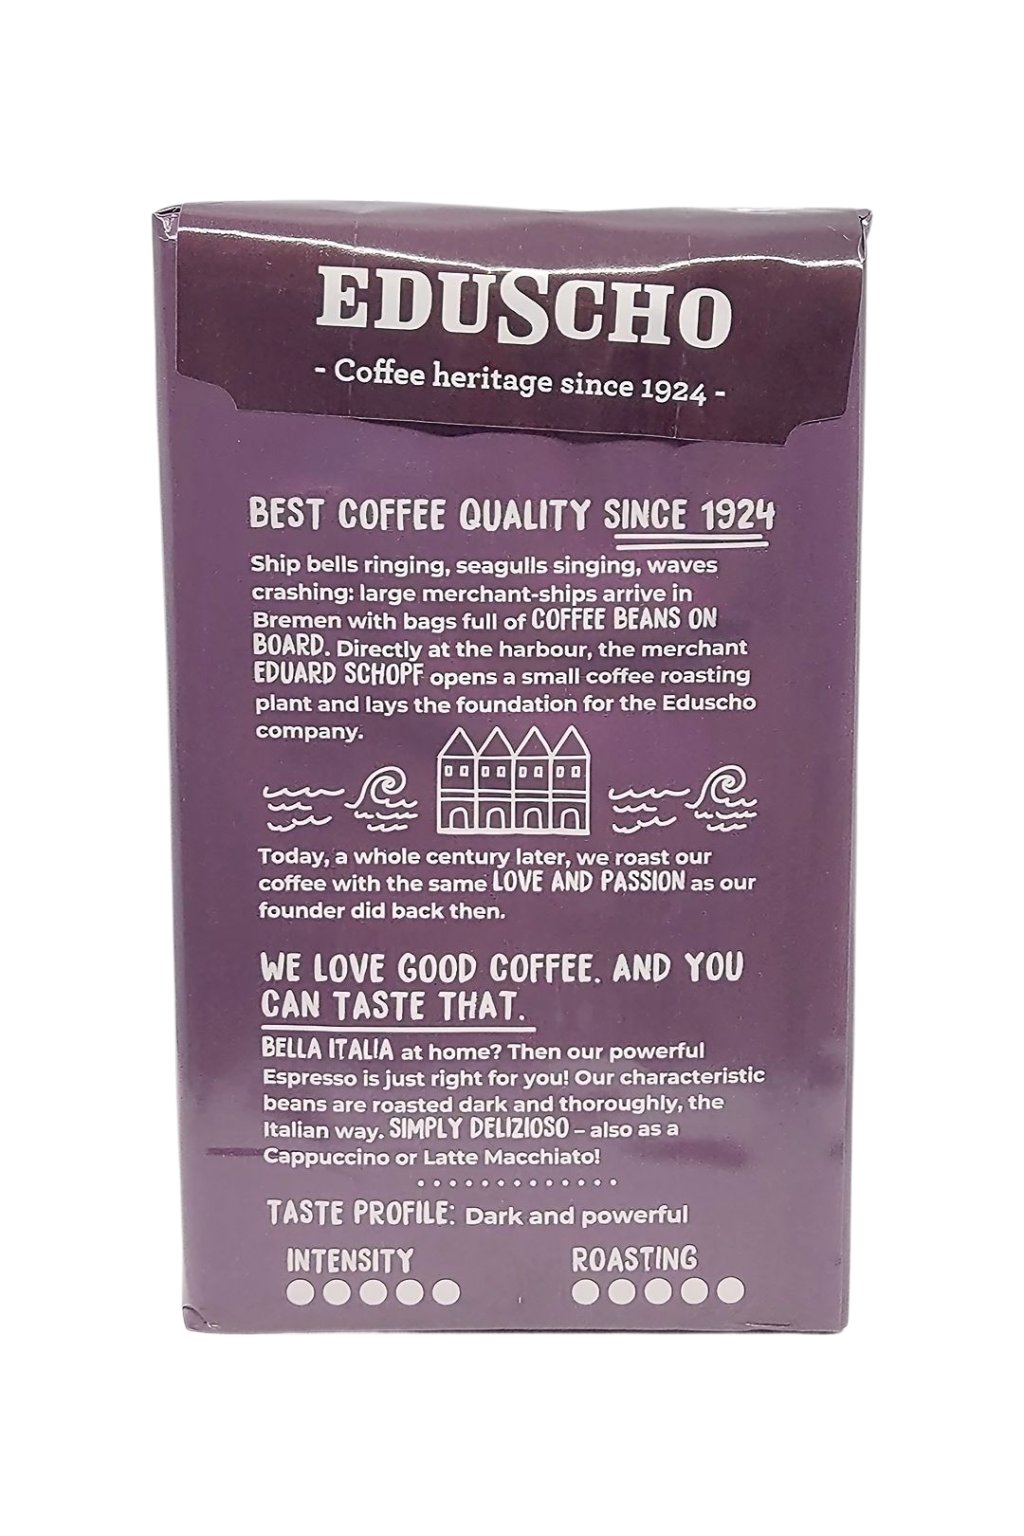 EDUSCHO
- Coffee heritage since 1924 -
BEST COFFEE QUALITY SINCE 1924
Ship bells ringing, seagulls singing, waves
crashing: large merchant-ships arrive in
Bremen with bags full of COFFEE BEANS ON
BOARD. Directly at the harbour, the merchant
EDUARD SCHOPF opens a small coffee roasting
plant and lays the foundation for the Eduscho
company.
Today, a whole century later, we roast our
coffee with the same LOVE AND PASSION as our
founder did back then.
WE LOVE GOOD COFFEE. AND YOU
CAN TASTE THAT.
BELLA ITALIA at home? Then our powerful
Espresso is just right for you! Our characteristic
beans are roasted dark and thoroughly, the
Italian way. SIMPLY DELIZIOSO – also as a
Cappuccino or Latte Macchiato!
TASTE PROFILE: Dark and powerful
INTENSITY ROASTING